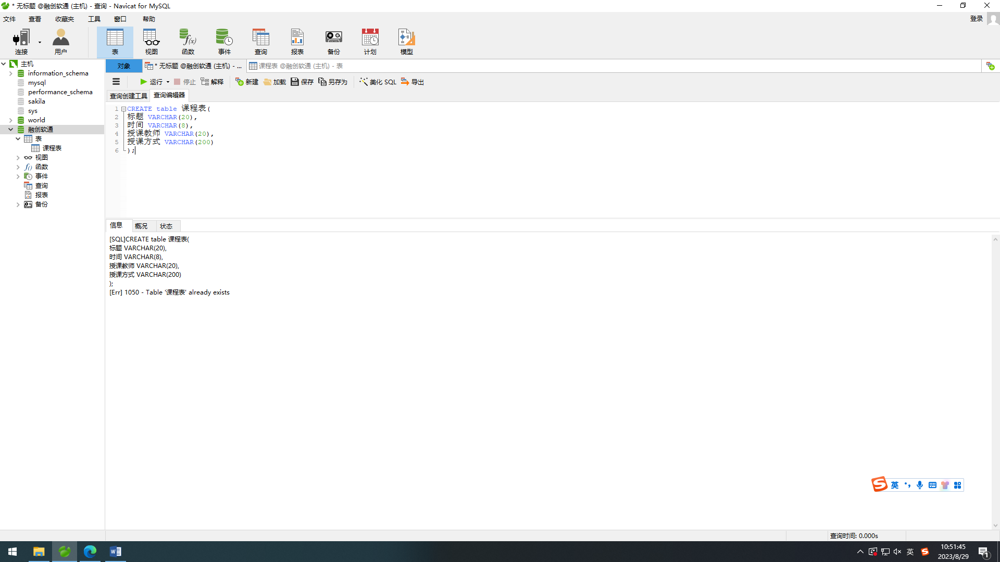 * 无标题 @融创软通 (主机) - 查询 - Navicat for MySQL
文件 查看 收藏夹 工具 窗口 帮助 登录
连接 用户 表 视图 函数 事件 查询 报表 备份 计划 模型
主机
information_schema
mysql
performance_schema
sakila
sys
world
融创软通
表
课程表
视图
函数
事件
查询
报表
备份
对象 * 无标题 @融创软通 (主机) - ... 课程表 @融创软通 (主机) - 表
运行 停止 解释 新建 加载 保存 另存为 美化 SQL 导出
查询创建工具 查询编辑器
1 CREATE table 课程表(
2 标题 VARCHAR(20),
3 时间 VARCHAR(8),
4 授课教师 VARCHAR(20),
5 授课方式 VARCHAR(200)
6 );
信息 概况 状态
[SQL]CREATE table 课程表(
标题 VARCHAR(20),
时间 VARCHAR(8),
授课教师 VARCHAR(20),
授课方式 VARCHAR(200)
);
[Err] 1050 - Table '课程表' already exists
英
查询时间: 0.000s
英
10:51:45
2023/8/29
1